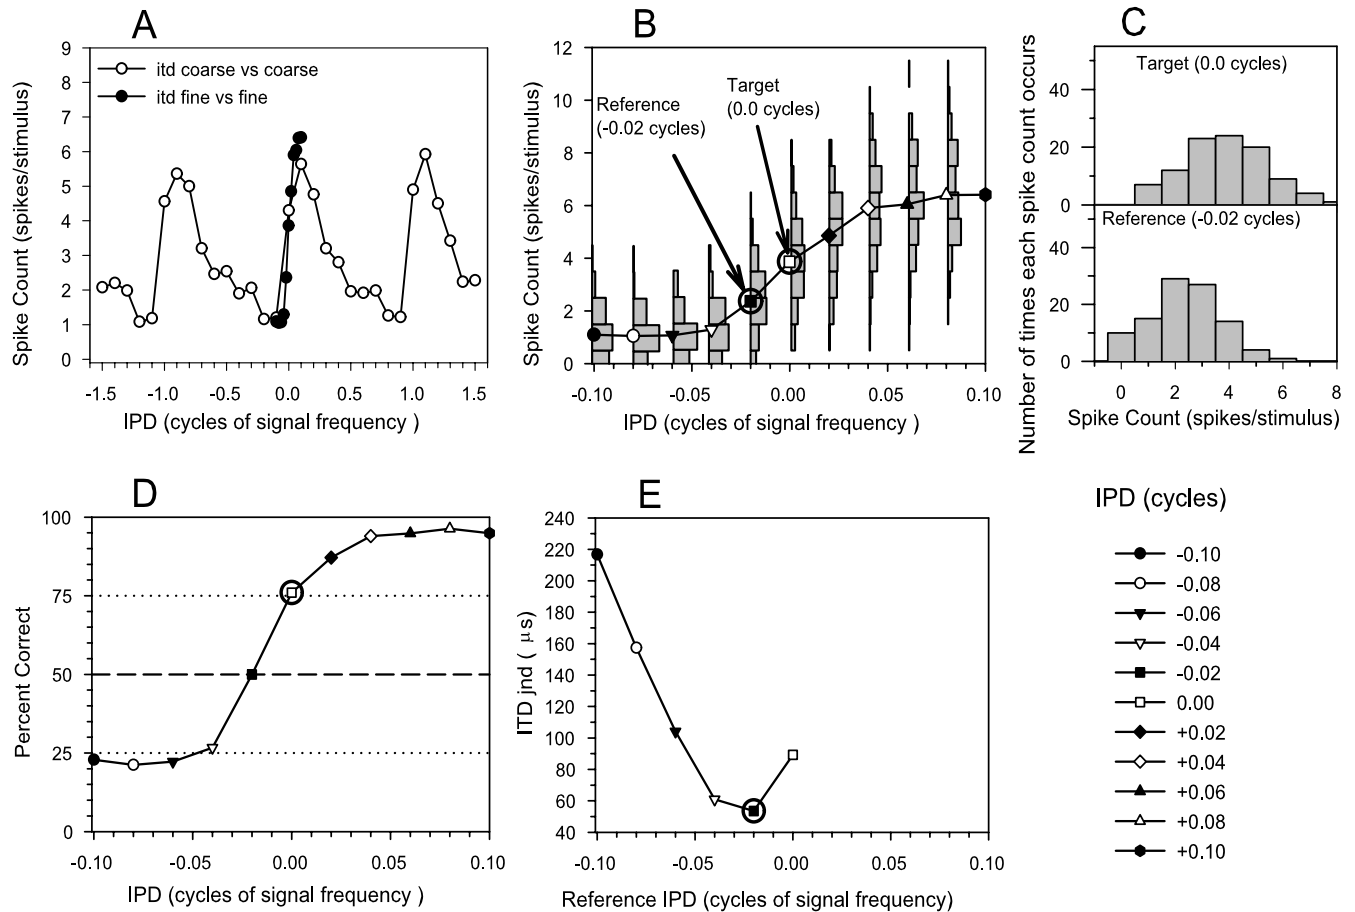 A
Spike Count (spikes/stimulus)
9
8
7
6
5
4
3
2
1
0
itd coarse vs coarse
itd fine vs fine
-1.5 -1.0 -0.5 0.0 0.5 1.0 1.5
IPD (cycles of signal frequency )
B
Spike Count (spikes/stimulus)
12
10
8
6
4
2
0
Reference
(-0.02 cycles)
Target
(0.0 cycles)
-0.10 -0.05 0.00 0.05 0.10
IPD (cycles of signal frequency )
C
Number of times each spike count occurs
Target (0.0 cycles)
40
20
0
Reference (-0.02 cycles)
40
20
0
0 2 4 6 8
Spike Count (spikes/stimulus)
D
Percent Correct
100
75
50
25
0
-0.10 -0.05 0.00 0.05 0.10
IPD (cycles of signal frequency )
E
ITD jnd ( μs)
240
220
200
180
160
140
120
100
80
60
40
-0.10 -0.05 0.00 0.05 0.10
Reference IPD (cycles of signal frequency)
IPD (cycles)
-0.10
-0.08
-0.06
-0.04
-0.02
0.00
+0.02
+0.04
+0.06
+0.08
+0.10